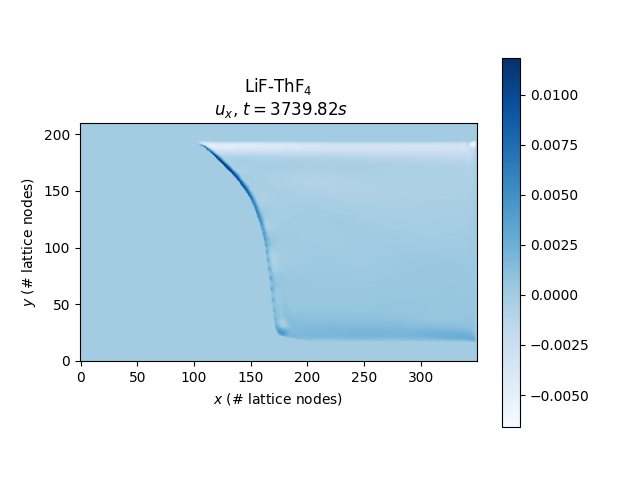 LiF-ThF₄
uₓ, t = 3739.82s
200
150
100
50
0
y (# lattice nodes)
0 50 100 150 200 250 300
x (# lattice nodes)
0.0100
0.0075
0.0050
0.0025
0.0000
−0.0025
−0.0050